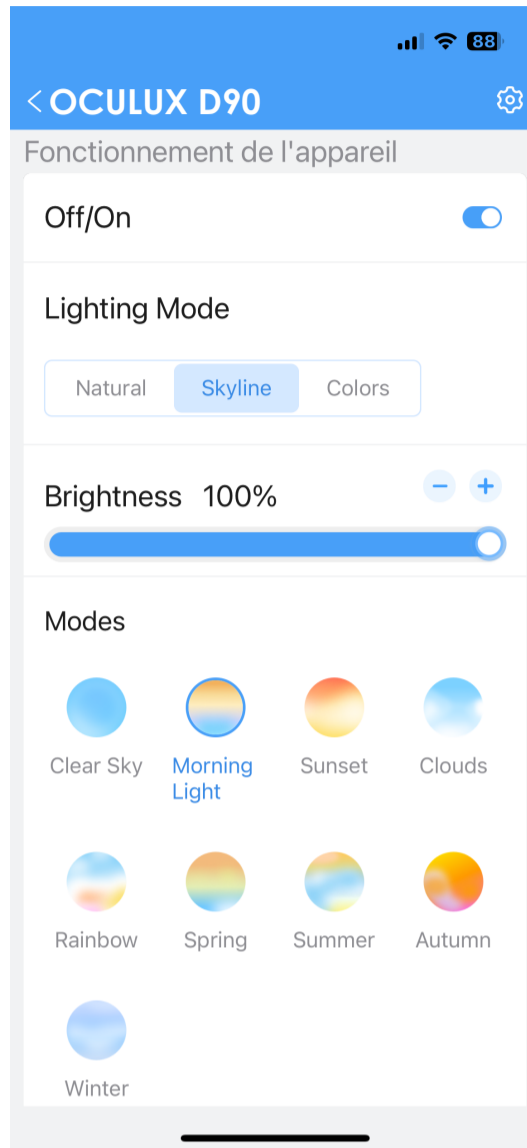 88
OCULUX D90
Fonctionnement de l'appareil
Off/On
Lighting Mode
Natural Skyline Colors
Brightness 100%
Modes
Clear Sky Morning Light Sunset Clouds
Rainbow Spring Summer Autumn
Winter